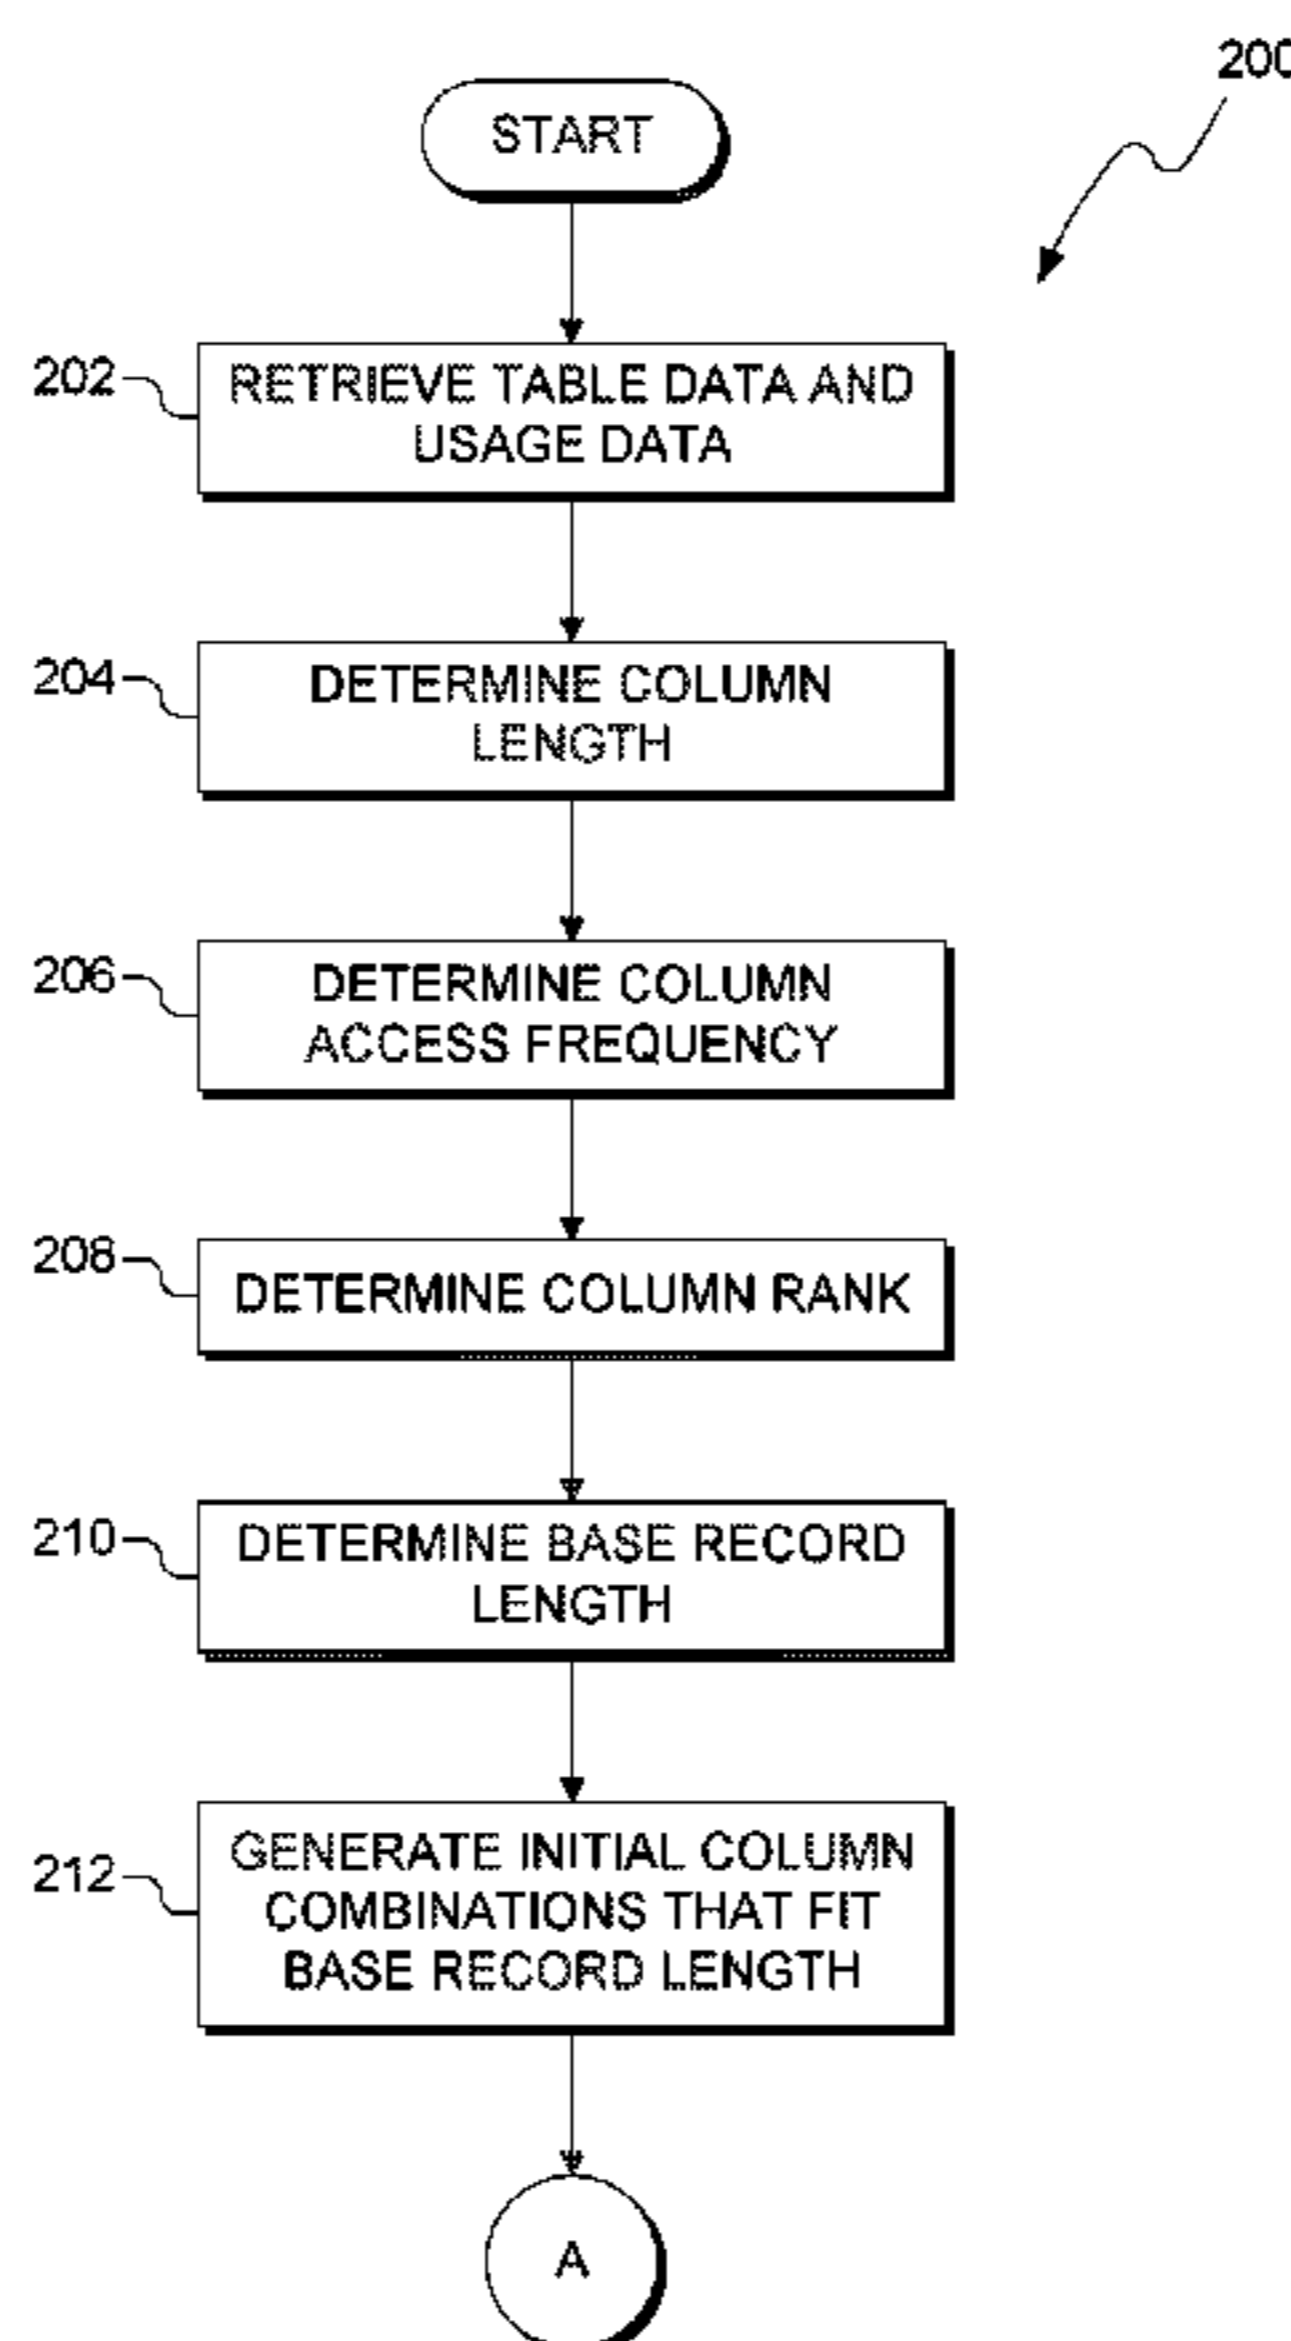 200
START
202
RETRIEVE TABLE DATA AND
USAGE DATA
204
DETERMINE COLUMN
LENGTH
206
DETERMINE COLUMN
ACCESS FREQUENCY
208
DETERMINE COLUMN RANK
210
DETERMINE BASE RECORD
LENGTH
212
GENERATE INITIAL COLUMN
COMBINATIONS THAT FIT
BASE RECORD LENGTH
A